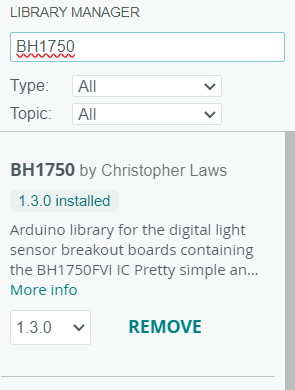 LIBRARY MANAGER
BH1750
Type: All
Topic: All
BH1750 by Christopher Laws
1.3.0 installed
Arduino library for the digital light
sensor breakout boards containing
the BH1750FVI IC Pretty simple an...
More info
1.3.0 REMOVE